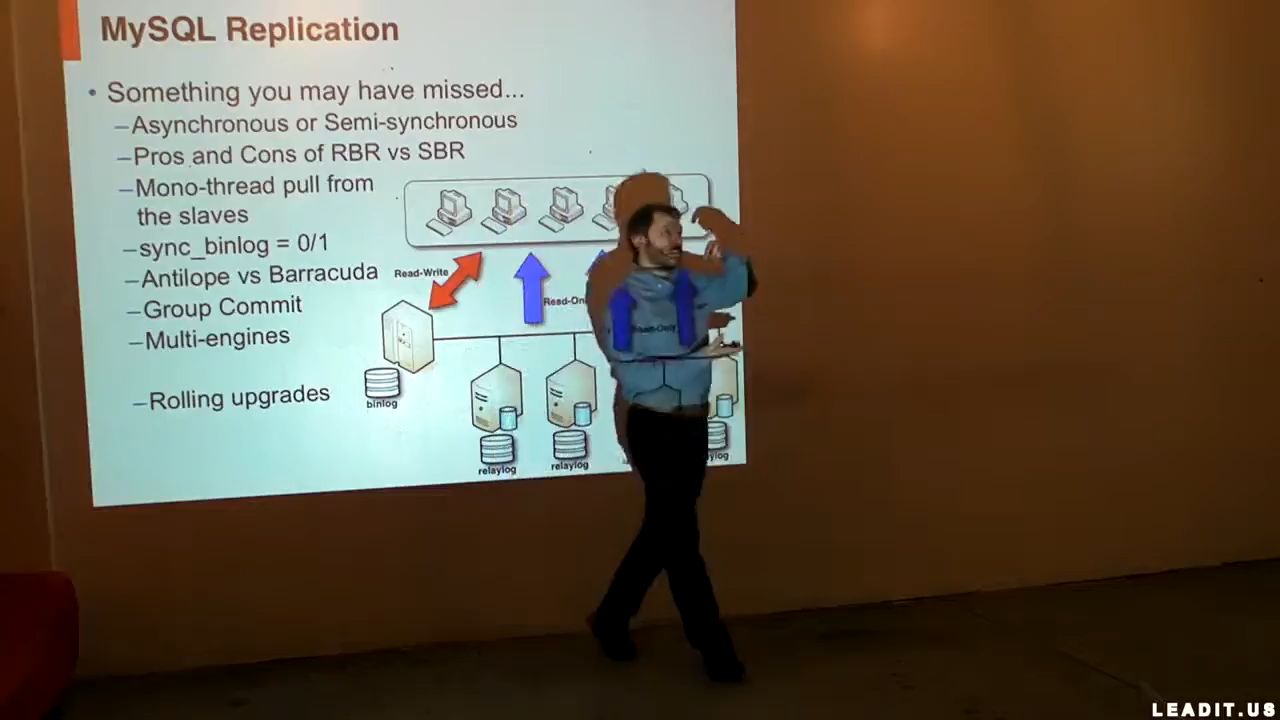 MySQL Replication
• Something you may have missed...
–Asynchronous or Semi-synchronous
–Pros and Cons of RBR vs SBR
–Mono-thread pull from
the slaves
–sync_binlog = 0/1
–Antilope vs Barracuda
–Group Commit
–Multi-engines
–Rolling upgrades
Read-Write
Read-Only
binlog
relaylog
relaylog
LEADIT.US